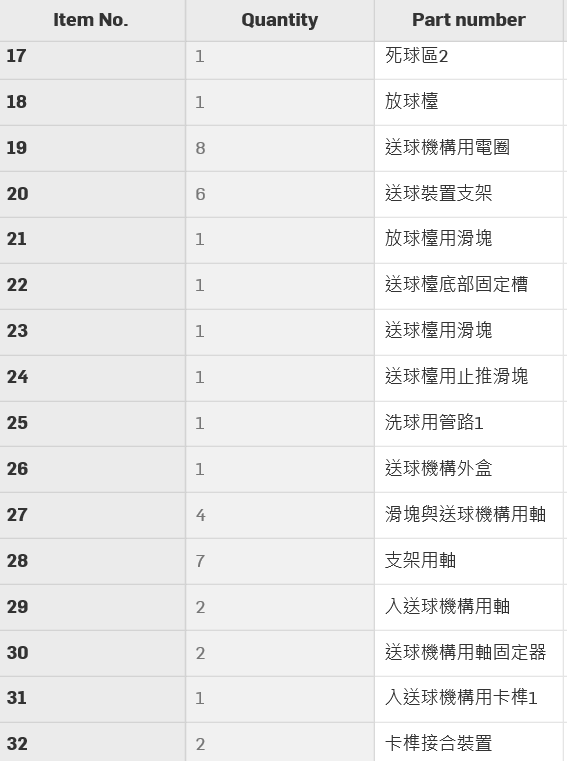 Item No. Quantity Part number
17 1 死球區2
18 1 放球檯
19 8 送球機構用電圈
20 6 送球裝置支架
21 1 放球檯用滑塊
22 1 送球檯底部固定槽
23 1 送球檯用滑塊
24 1 送球檯用止推滑塊
25 1 洗球用管路1
26 1 送球機構外盒
27 4 滑塊與送球機構用軸
28 7 支架用軸
29 2 入送球機構用軸
30 2 送球機構用軸固定器
31 1 入送球機構用卡榫1
32 2 卡榫接合裝置